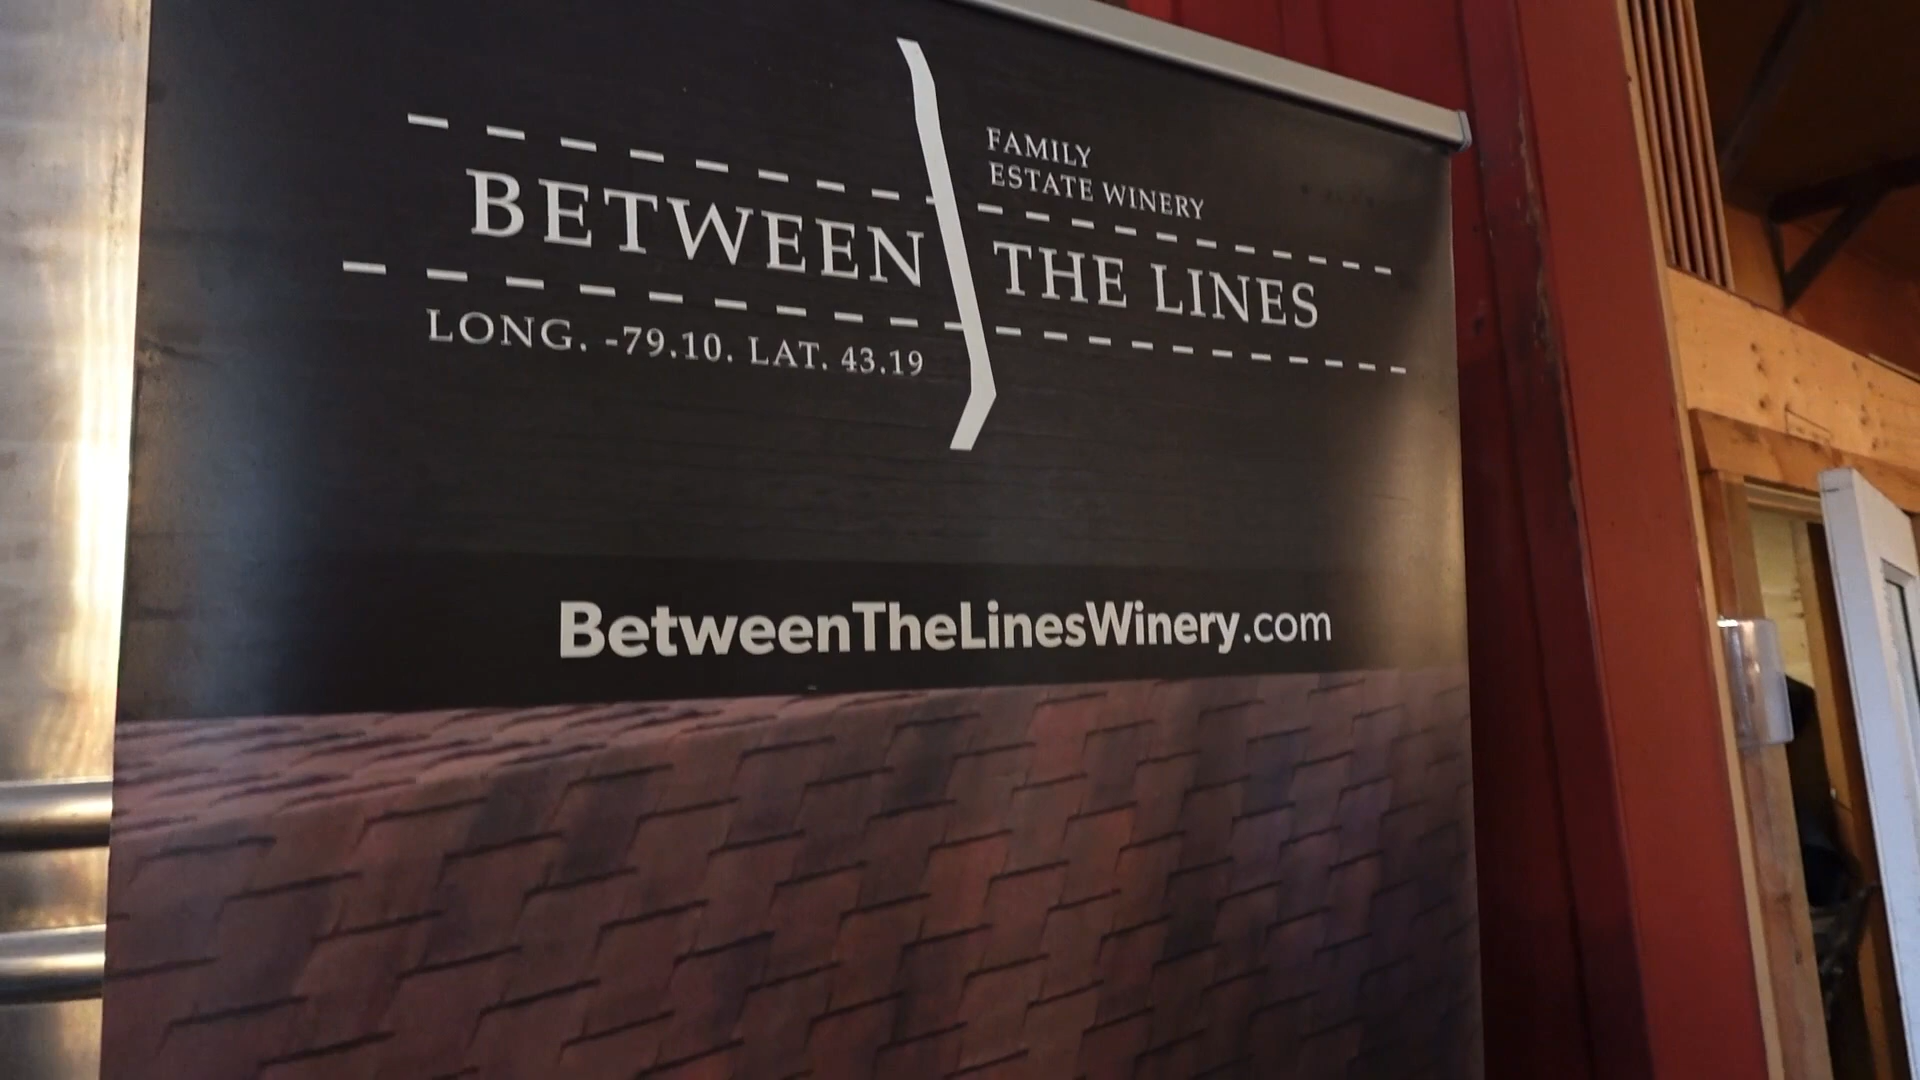 FAMILY
ESTATE WINERY
BETWEEN THE LINES
LONG. -79.10. LAT. 43.19
BetweenTheLinesWinery.com